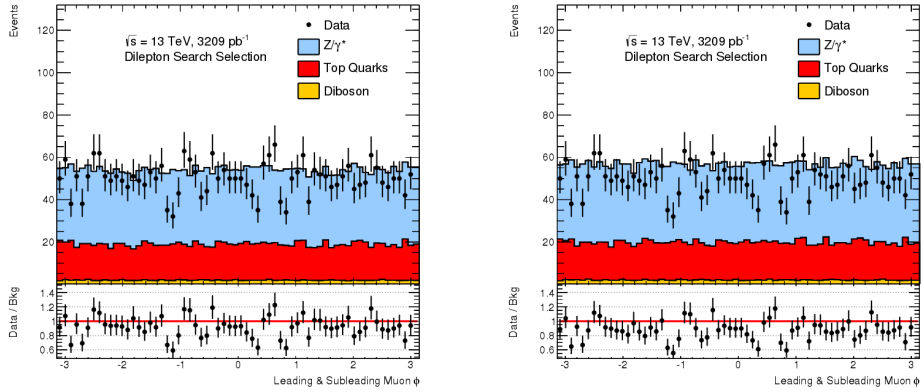 Events
120
100
80
60
40
20
Data
√s = 13 TeV, 3209 pb⁻¹
Dilepton Search Selection
Z/γ*
Top Quarks
Diboson
Data / Bkg
1.4
1.2
1
0.8
0.6
-3 -2 -1 0 1 2 3
Leading & Subleading Muon ϕ
Events
120
100
80
60
40
20
Data
√s = 13 TeV, 3209 pb⁻¹
Dilepton Search Selection
Z/γ*
Top Quarks
Diboson
Data / Bkg
1.4
1.2
1
0.8
0.6
-3 -2 -1 0 1 2 3
Leading & Subleading Muon ϕ